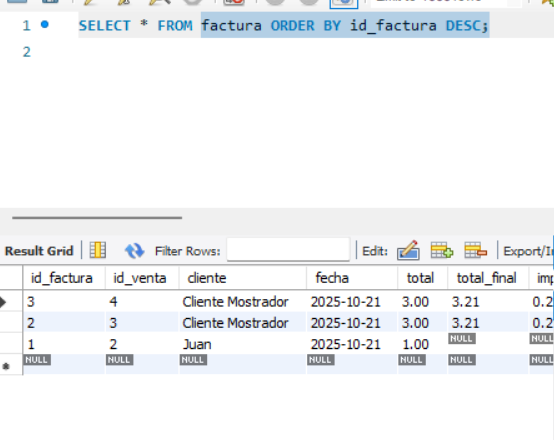 1 SELECT * FROM factura ORDER BY id_factura DESC;
2
Result Grid Filter Rows: Edit: Export/I
id_factura id_venta cliente fecha total total_final imp
3 4 Cliente Mostrador 2025-10-21 3.00 3.21 0.2
2 3 Cliente Mostrador 2025-10-21 3.00 3.21 0.2
1 2 Juan 2025-10-21 1.00 NULL NULL
NULL NULL NULL NULL NULL NULL NULL